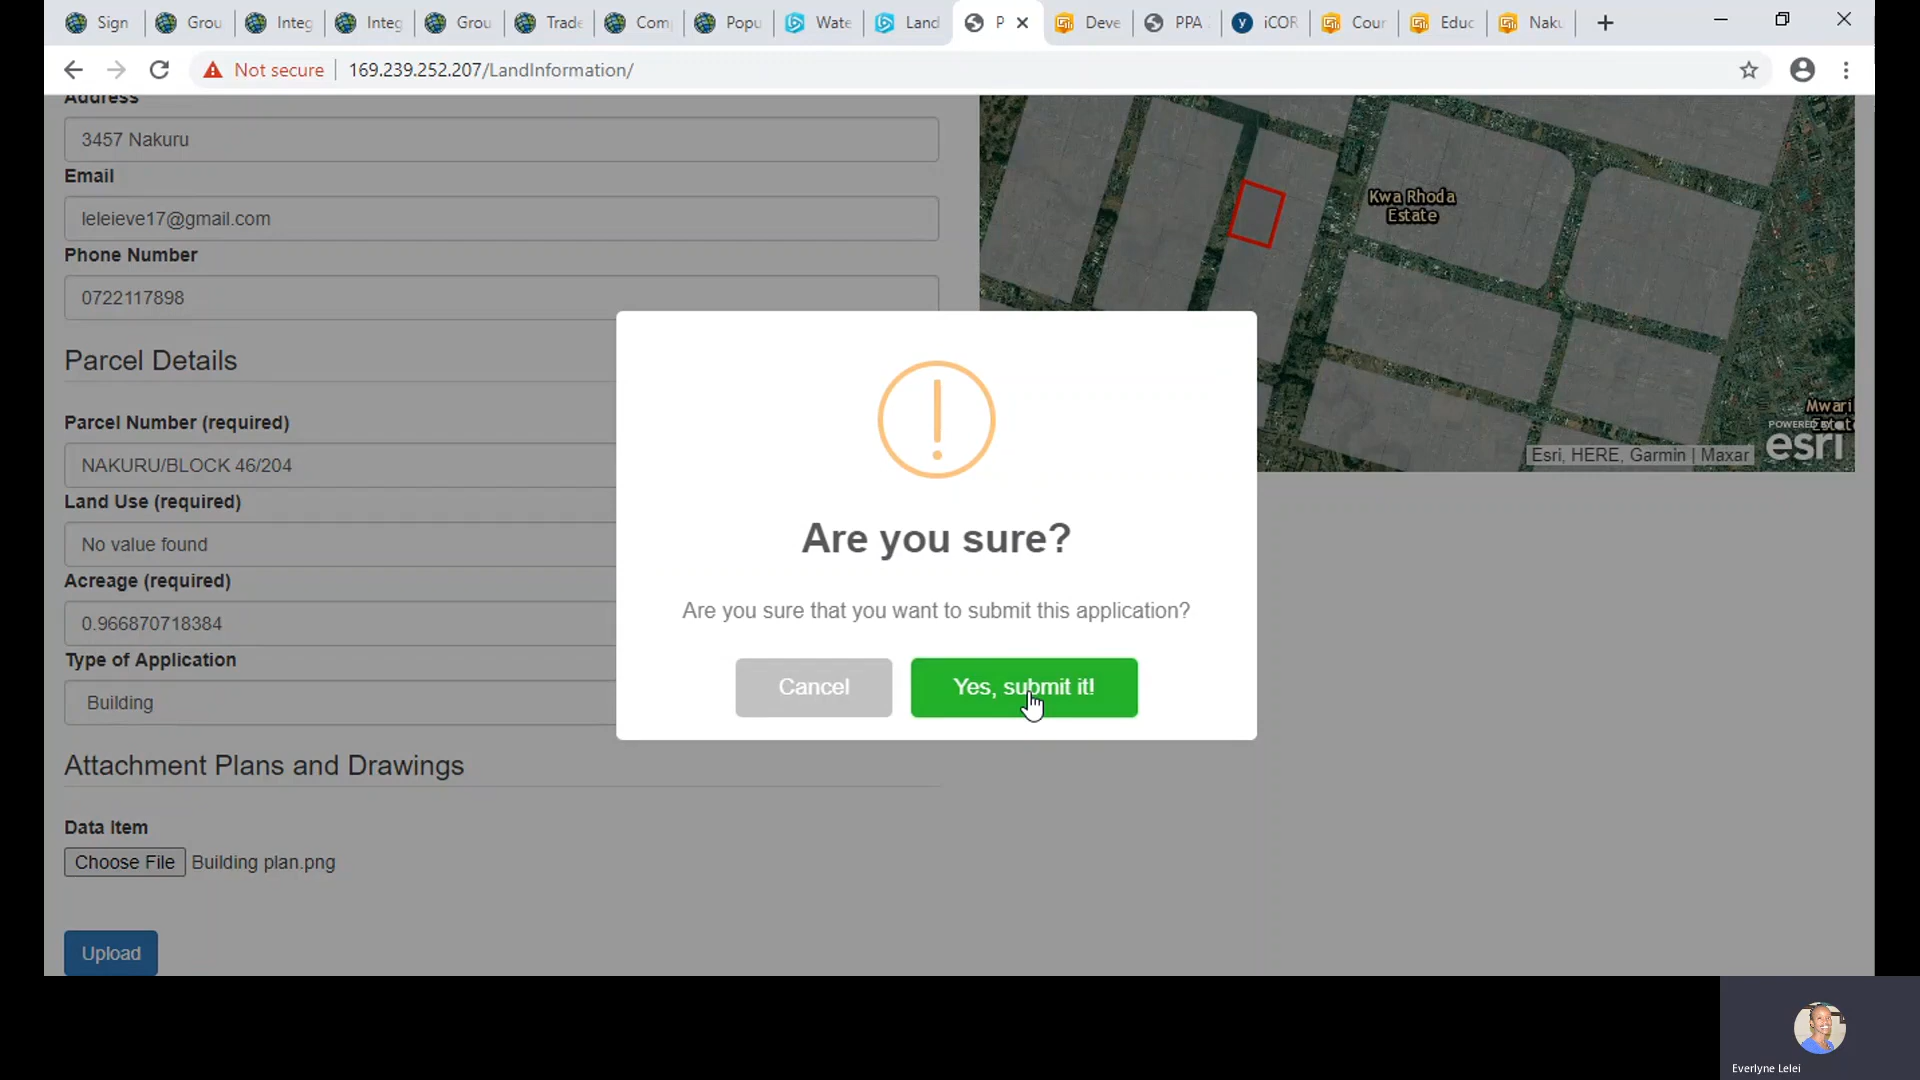 Sign
Grou
Integ
Integ
Grou
Trade
Com
Popu
Wate
Land
P
Deve
PPA
iCOR
Cour
Educ
Naku
Not secure
169.239.252.207/LandInformation/
Address
3457 Nakuru
Email
leleieve17@gmail.com
Phone Number
0722117898
Parcel Details
Parcel Number (required)
NAKURU/BLOCK 46/204
Land Use (required)
No value found
Acreage (required)
0.966870718384
Type of Application
Building
Attachment Plans and Drawings
Data Item
Choose File Building plan.png
Upload
Kwa Rhoda
Estate
Mwari
Estate
POWERED BY
esri
Esri, HERE, Garmin | Maxar
Are you sure?
Are you sure that you want to submit this application?
Cancel
Yes, submit it!
Everlyne Lelei